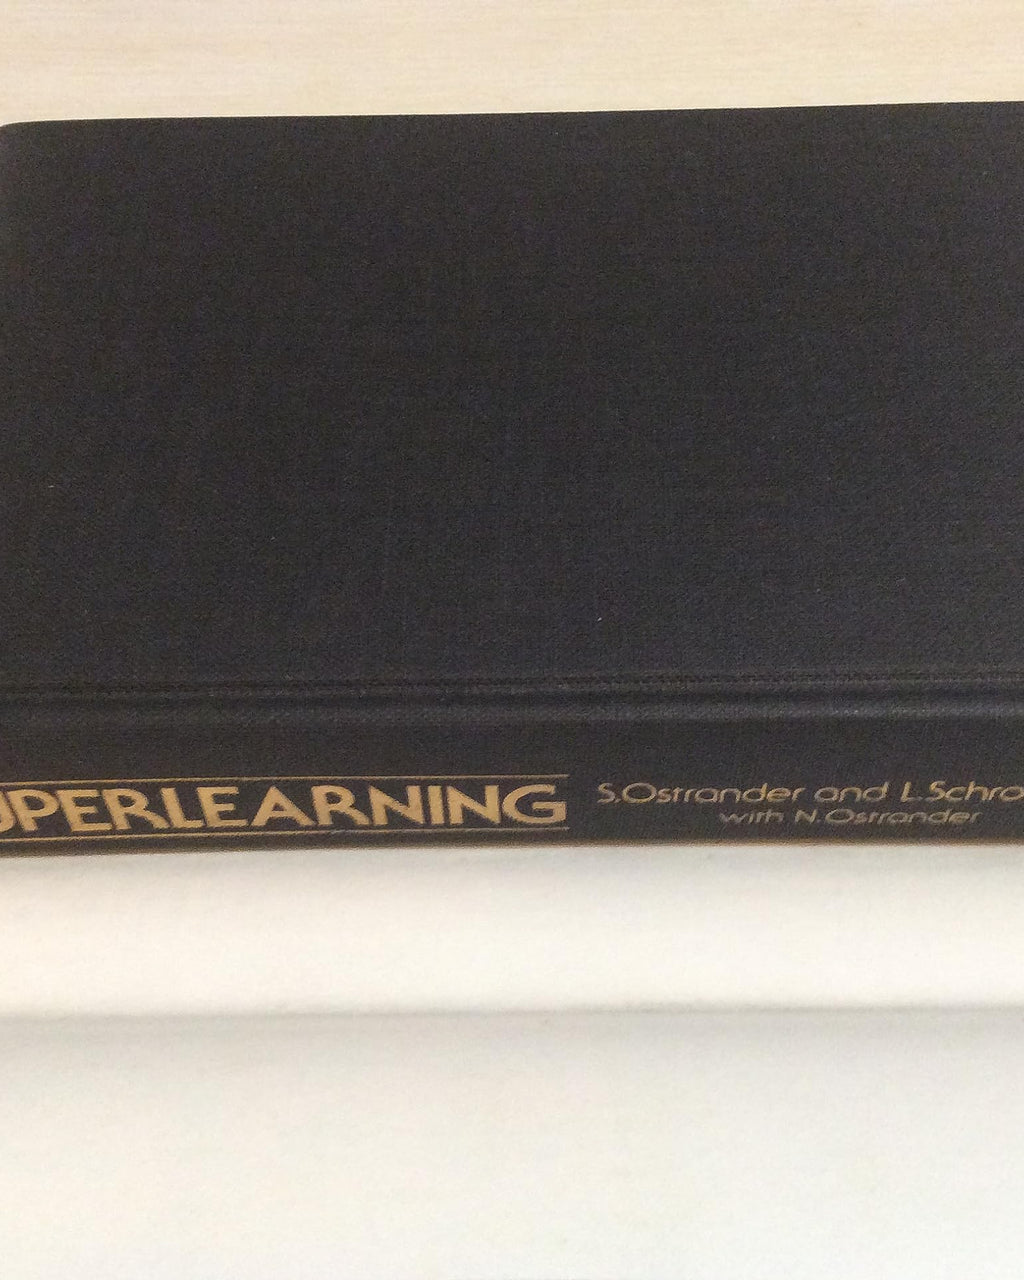 UPERLEARNING
S.Ostrander and L.Schro
with N.Ostrander